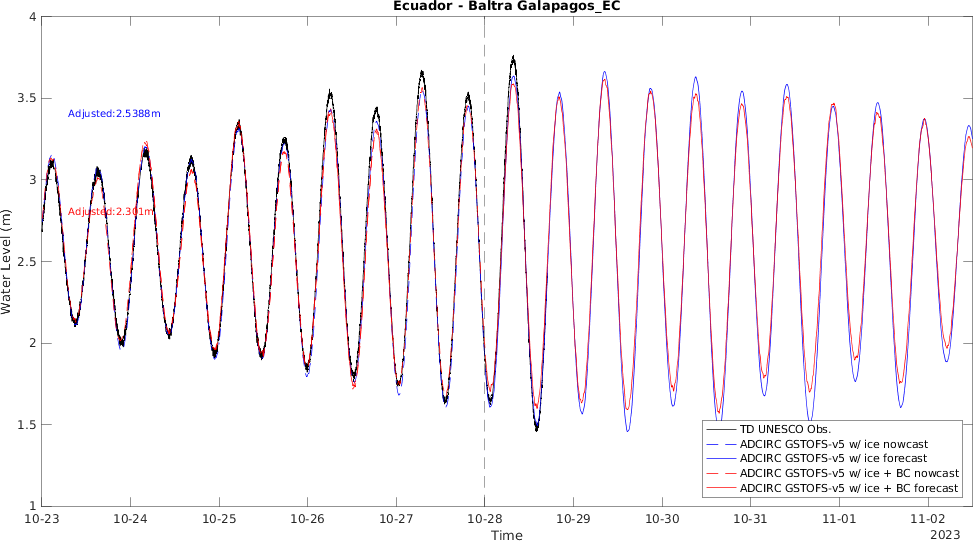 Ecuador - Baltra Galapagos_EC
4
3.5
3
2.5
2
1.5
1
Water Level (m)
Adjusted:2.5388m
Adjusted:2.301m
TD UNESCO Obs.
ADCIRC GSTOFS-v5 w/ ice nowcast
ADCIRC GSTOFS-v5 w/ ice forecast
ADCIRC GSTOFS-v5 w/ ice + BC nowcast
ADCIRC GSTOFS-v5 w/ ice + BC forecast
10-23 10-24 10-25 10-26 10-27 10-28 10-29 10-30 10-31 11-01 11-02
Time
2023